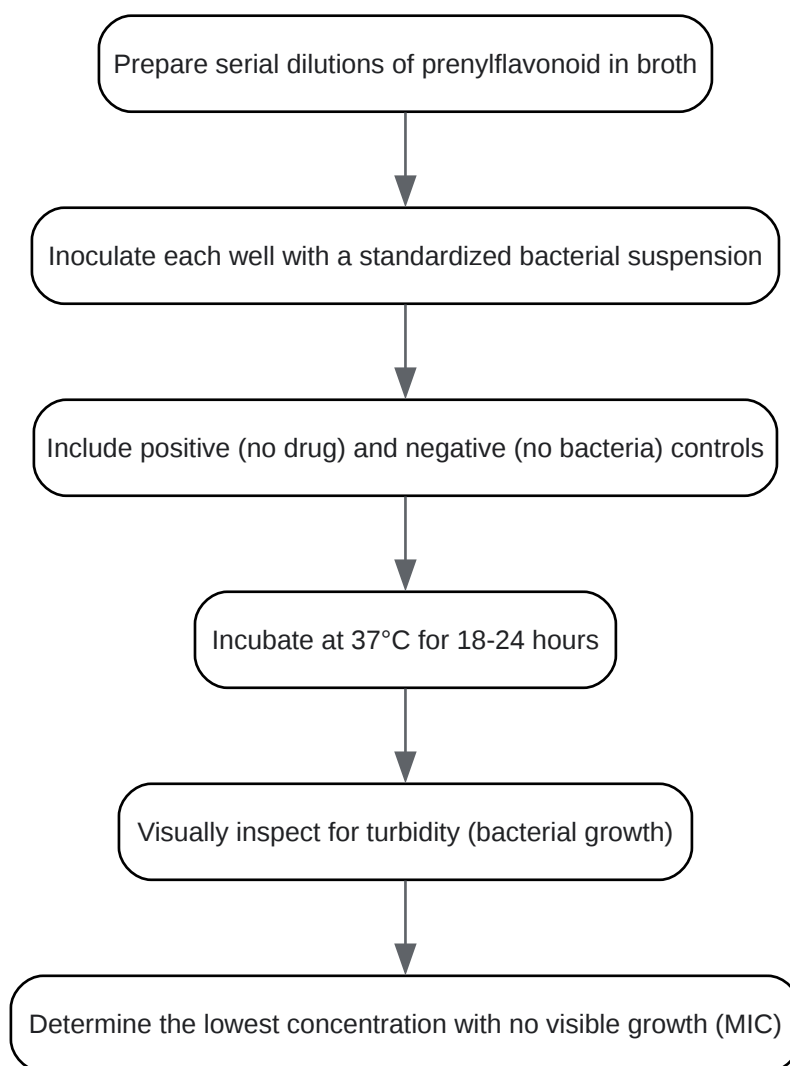 Prepare serial dilutions of prenylflavonoid in broth
Inoculate each well with a standardized bacterial suspension
Include positive (no drug) and negative (no bacteria) controls
Incubate at 37°C for 18-24 hours
Visually inspect for turbidity (bacterial growth)
Determine the lowest concentration with no visible growth (MIC)